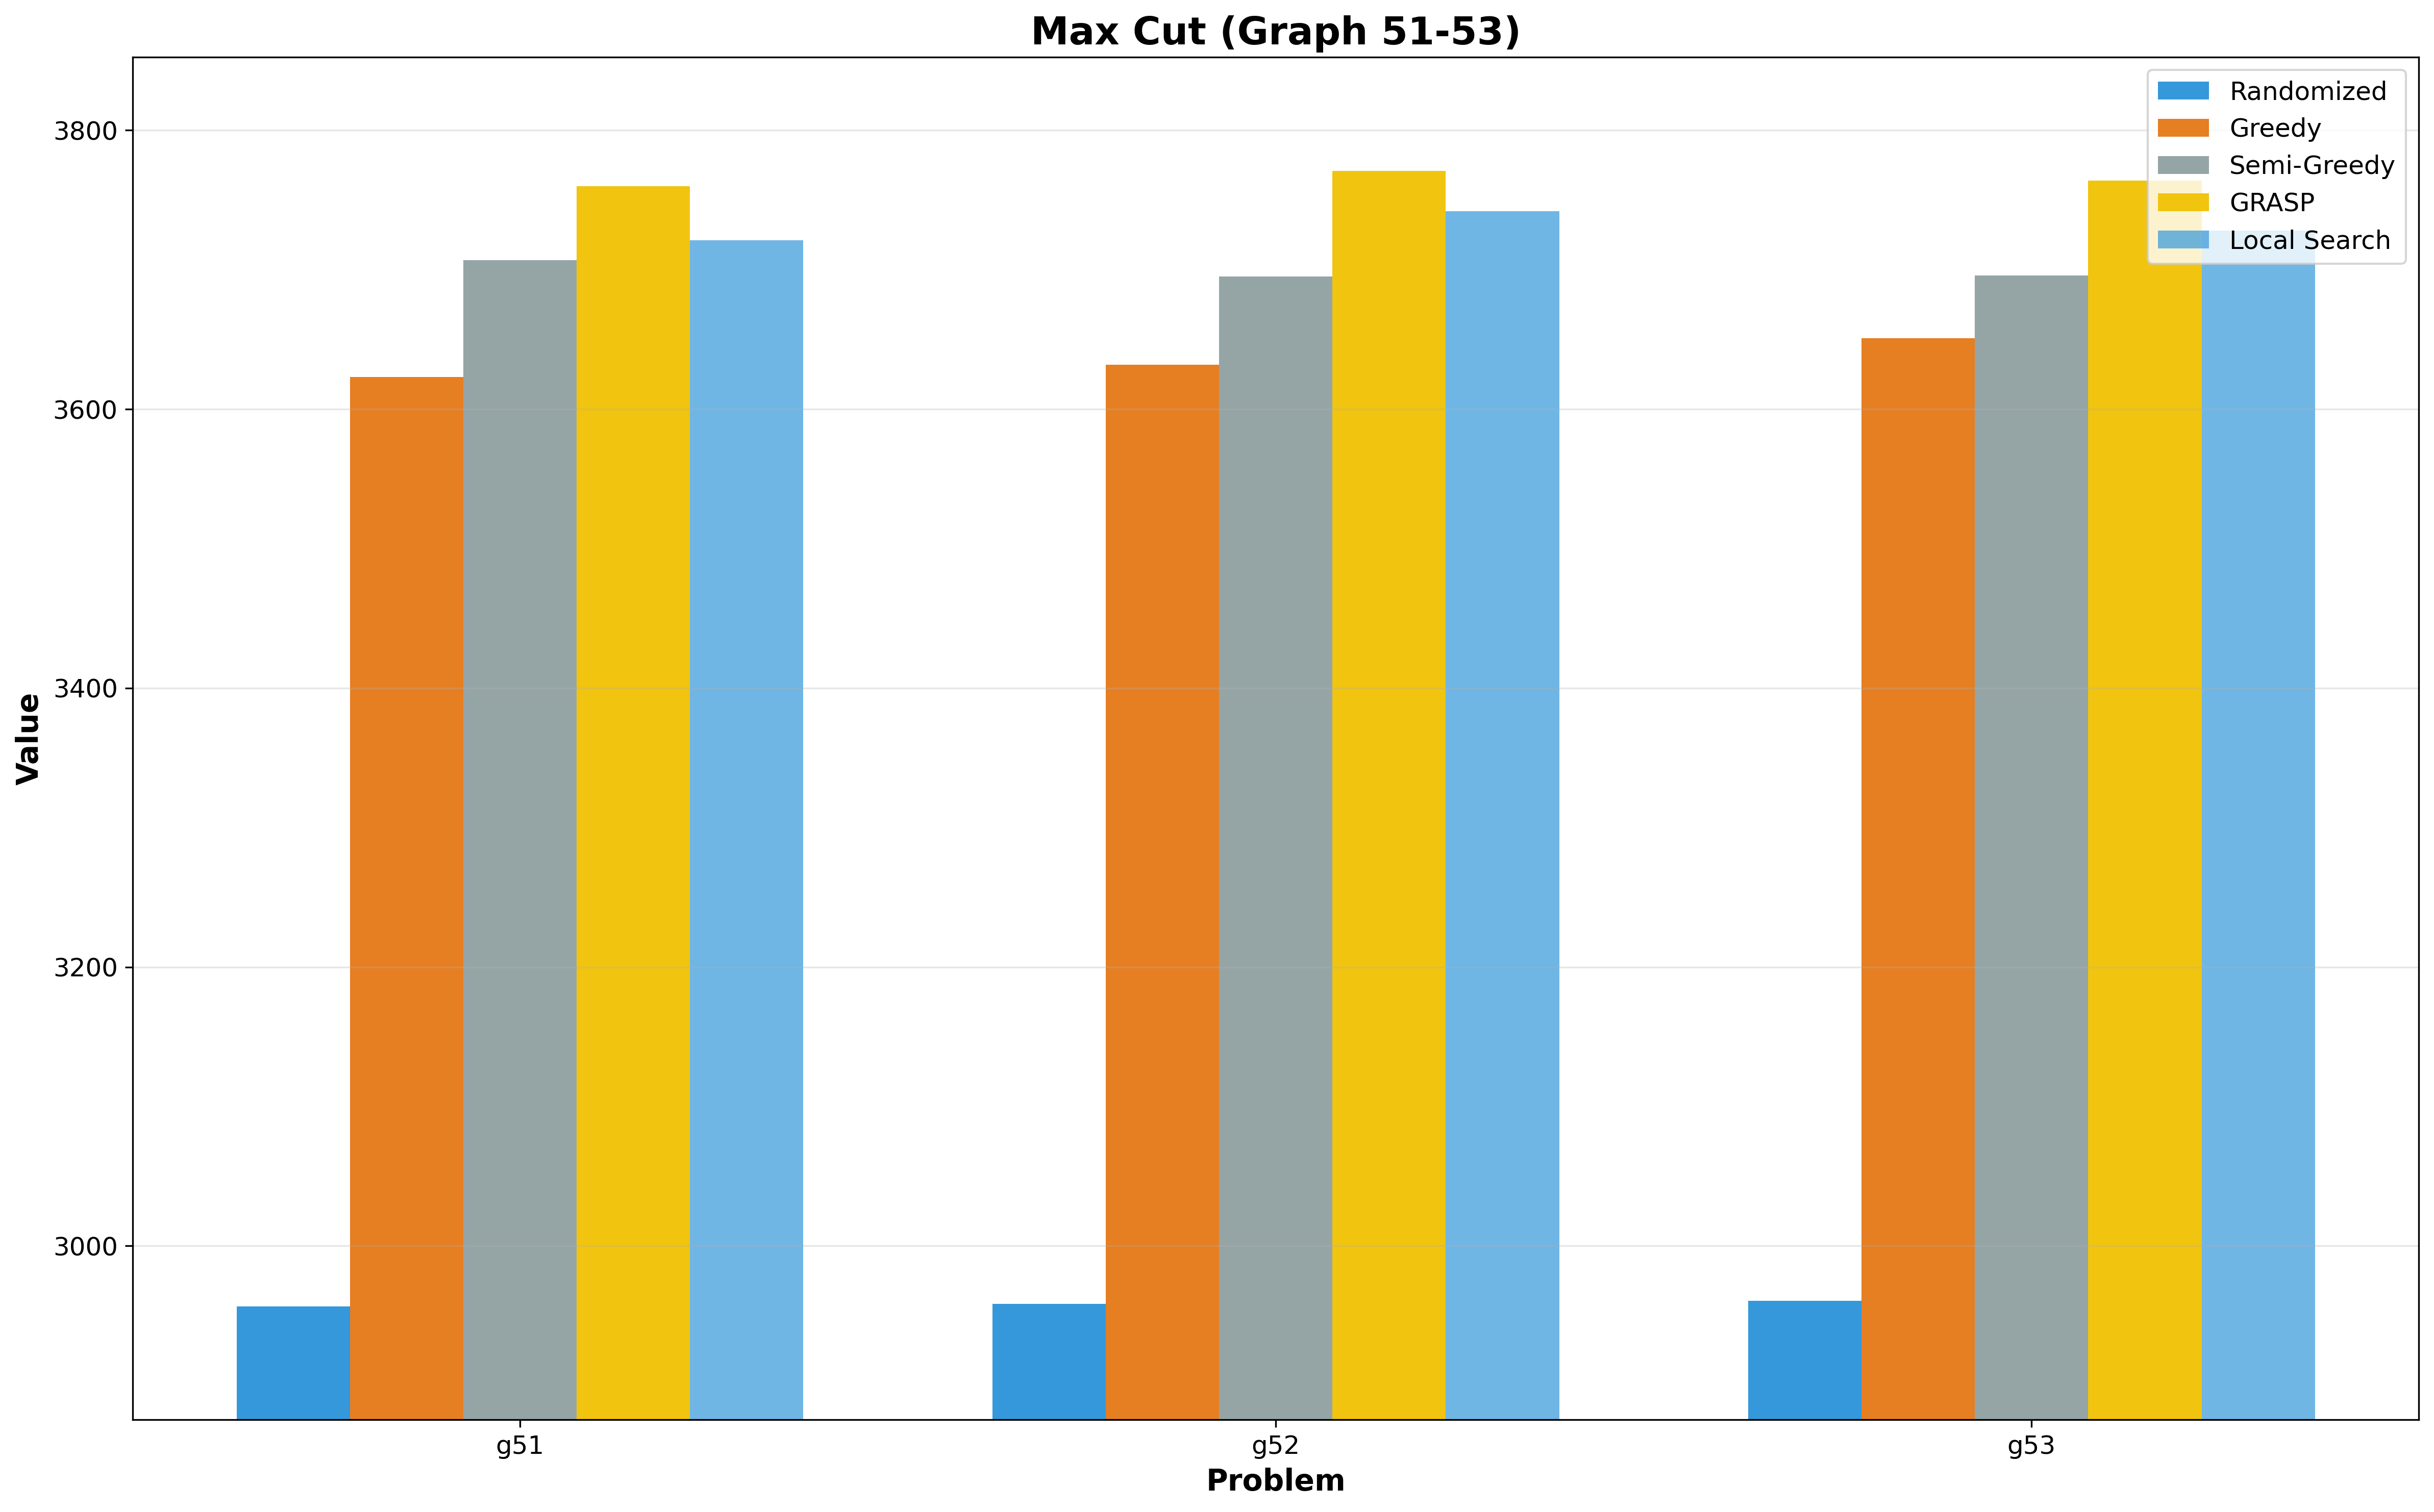 Max Cut (Graph 51-53)
Randomized
Greedy
Semi-Greedy
GRASP
Local Search
3800
3600
3400
3200
3000
Value
g51
g52
g53
Problem